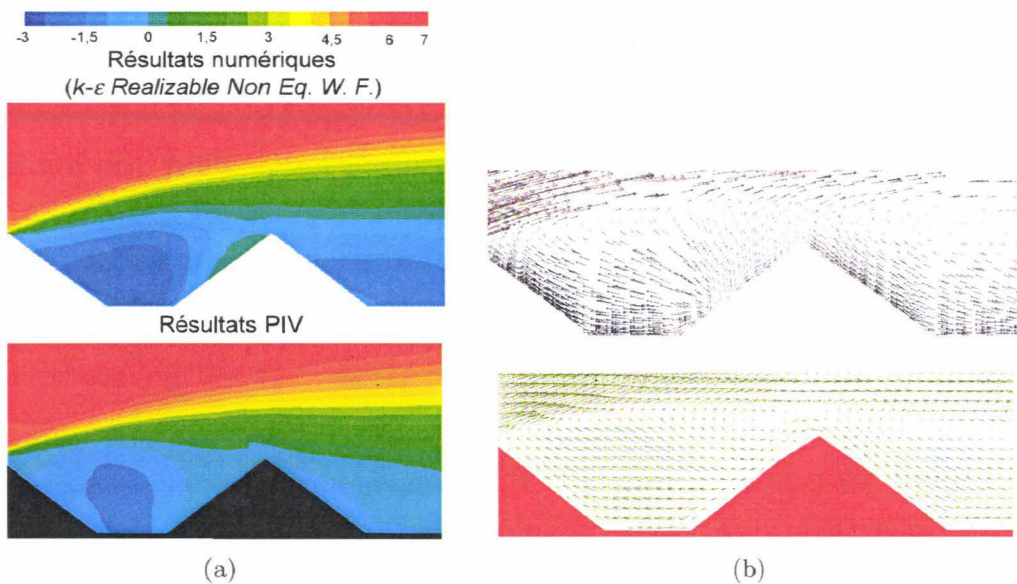 -3 -1,5 0 1,5 3 4,5 6 7
Résultats numériques
(k-ε Realizable Non Eq. W. F.)
Résultats PIV
(a)
(b)